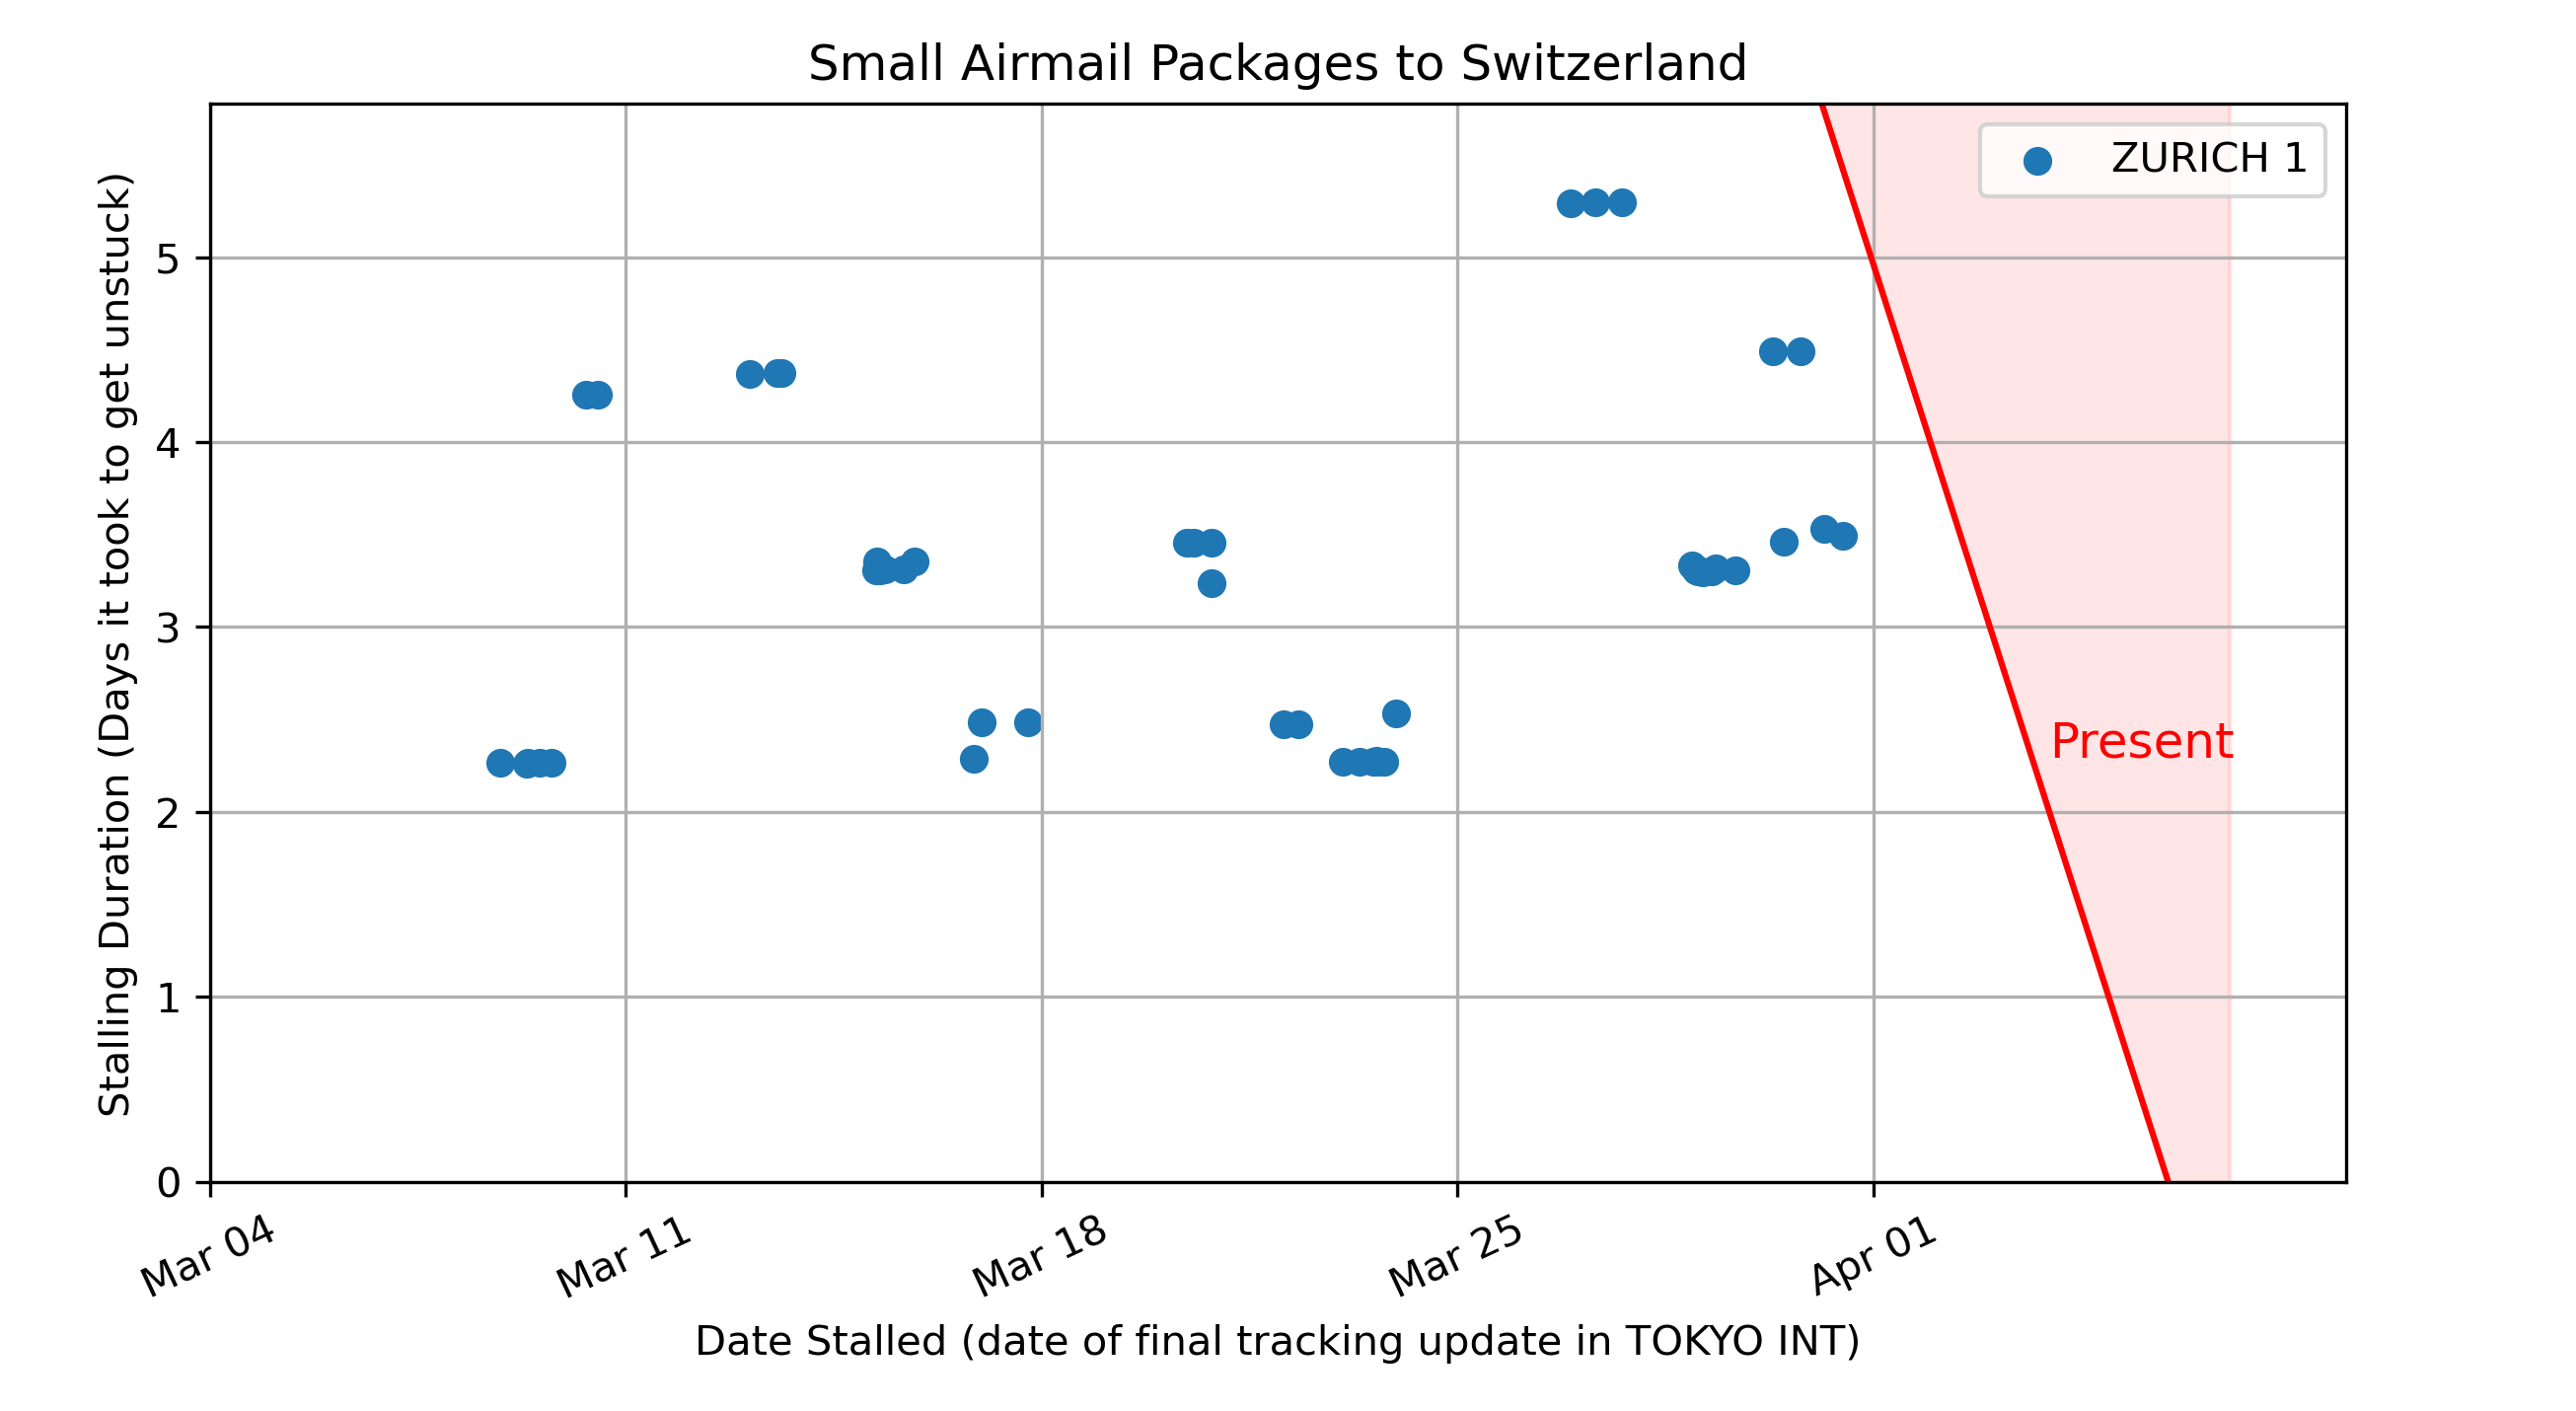 Small Airmail Packages to Switzerland
ZURICH 1
Stalling Duration (Days it took to get unstuck)
5
4
3
2
1
0
Present
Mar 04
Mar 11
Mar 18
Mar 25
Apr 01
Date Stalled (date of final tracking update in TOKYO INT)